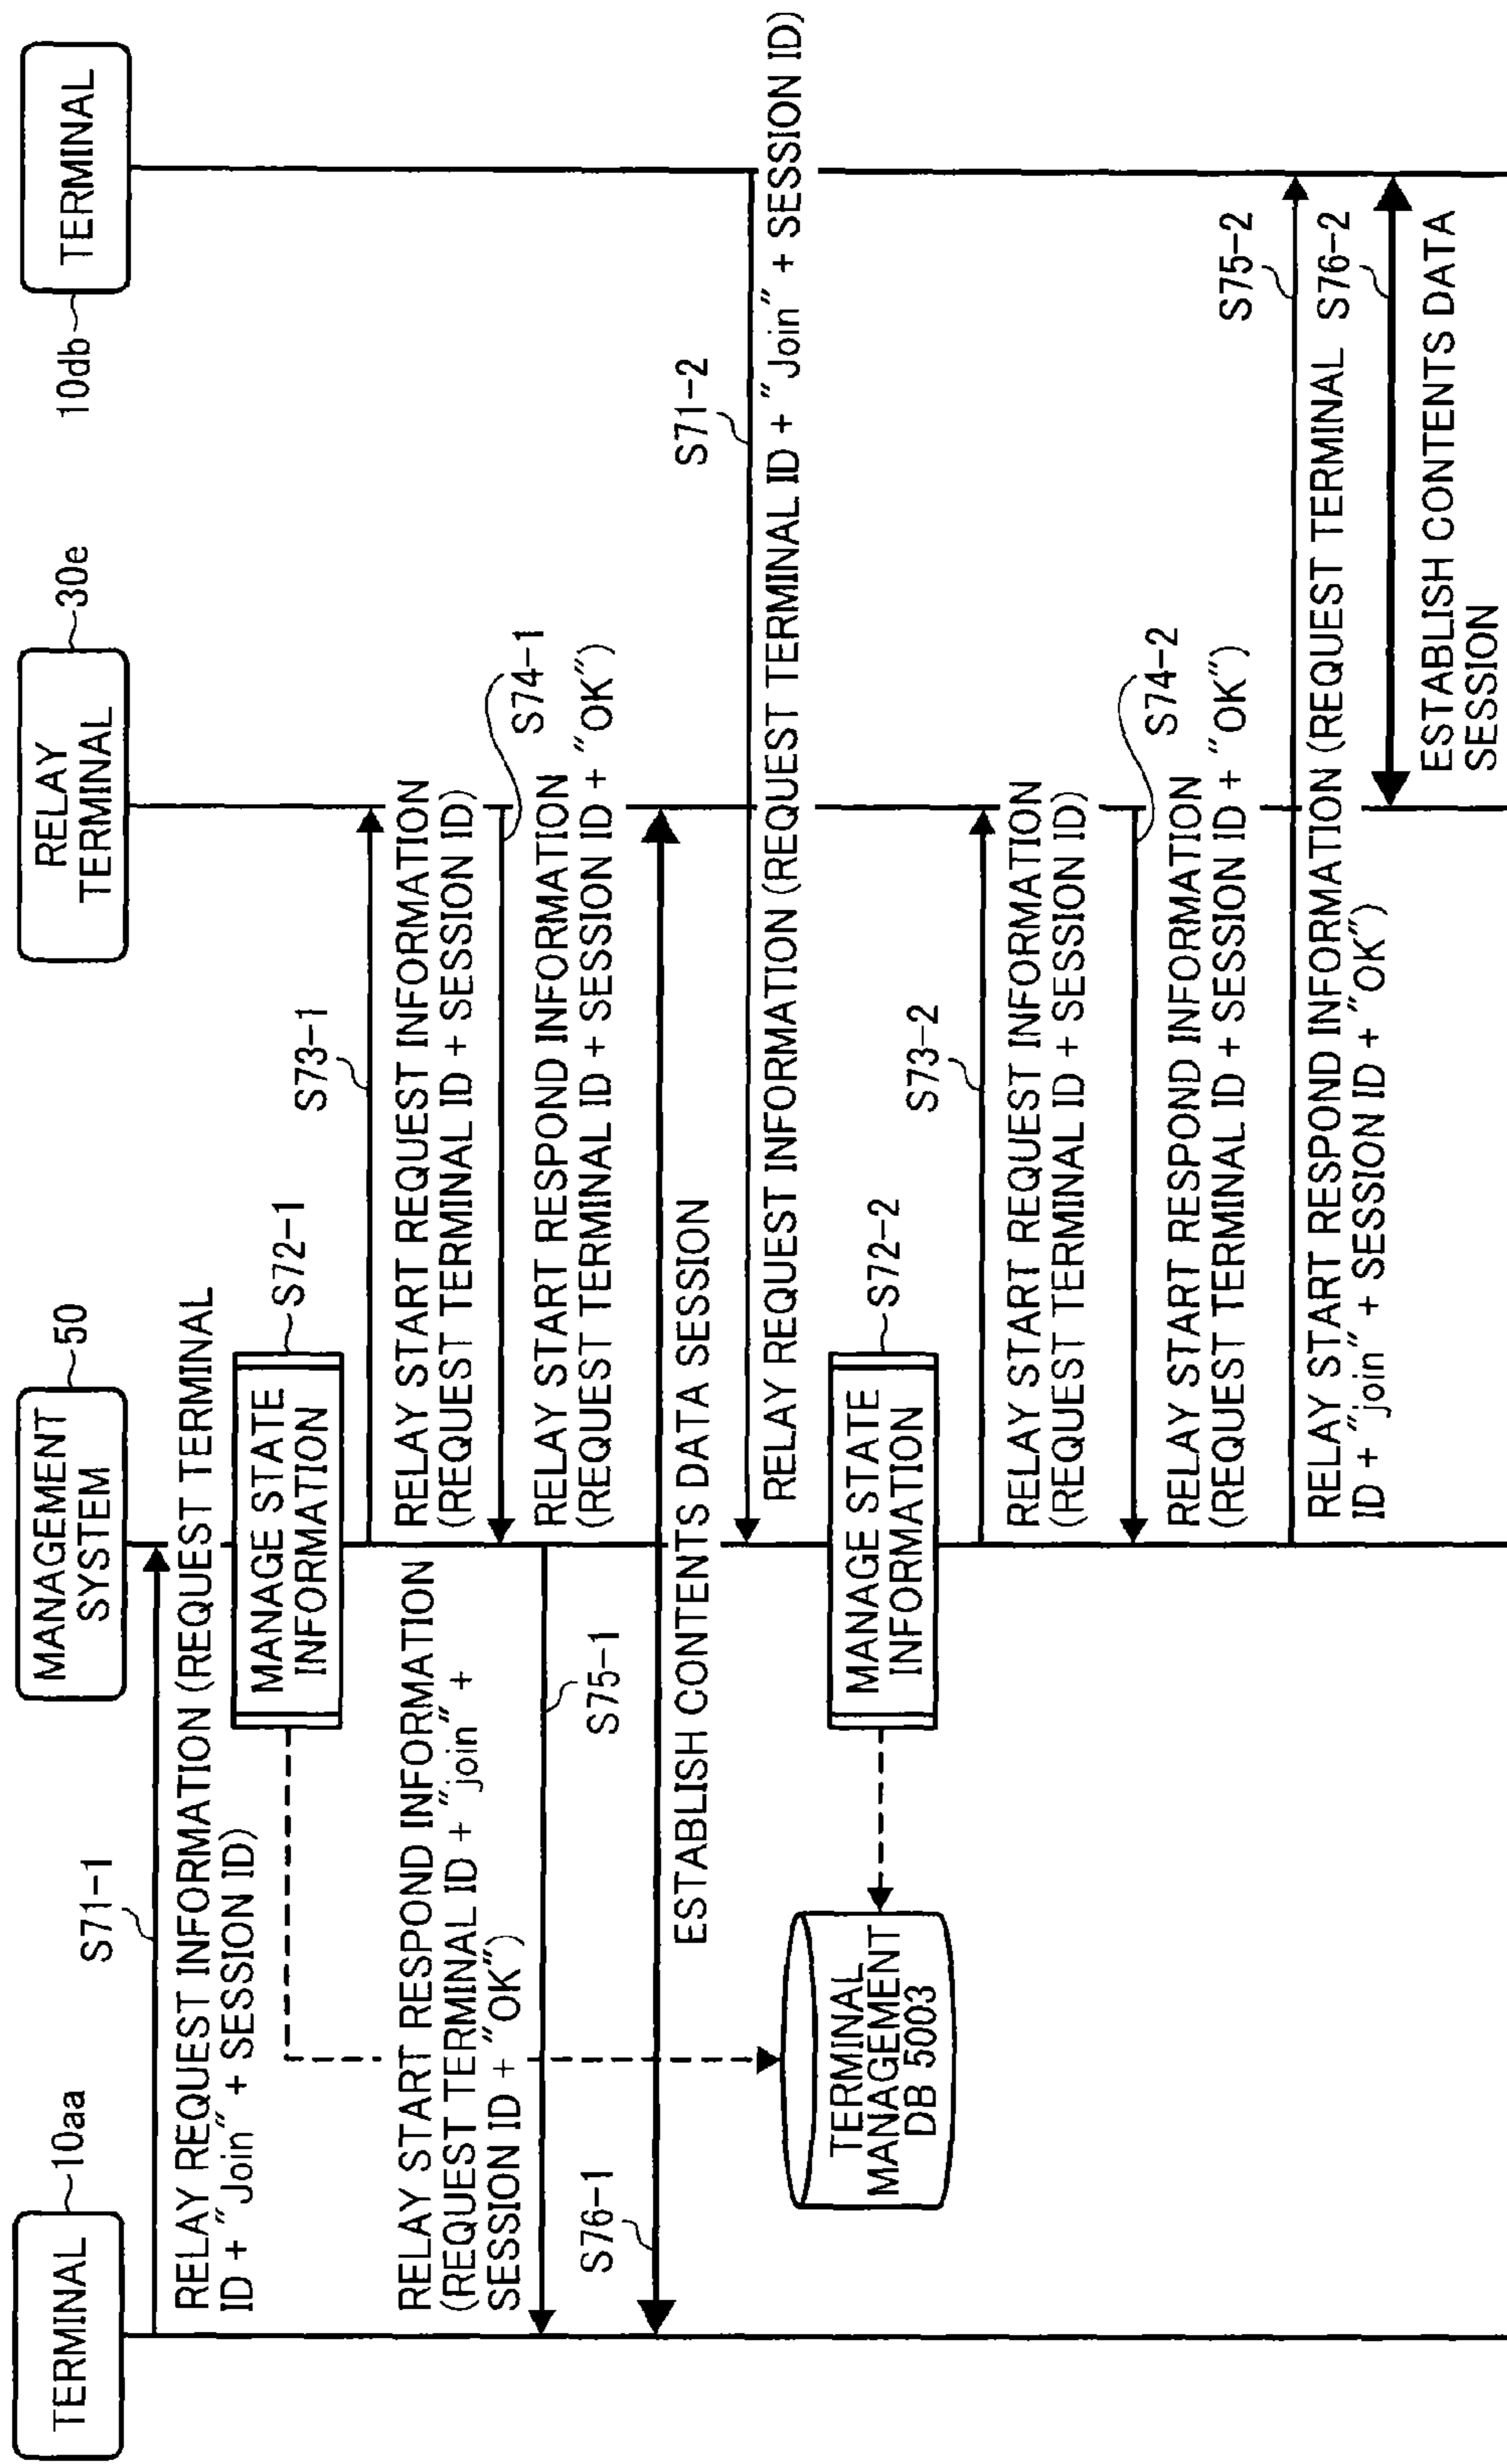 TERMINAL
10aa
MANAGEMENT
SYSTEM
50
RELAY
TERMINAL
30e
TERMINAL
10db
S71-1
RELAY REQUEST INFORMATION (REQUEST TERMINAL
ID + "Join" + SESSION ID)
MANAGE STATE
INFORMATION
S72-1
S73-1
RELAY START REQUEST INFORMATION
(REQUEST TERMINAL ID + SESSION ID)
S74-1
RELAY START RESPOND INFORMATION
(REQUEST TERMINAL ID + SESSION ID + "OK")
RELAY START RESPOND INFORMATION
(REQUEST TERMINAL ID + "join" +
SESSION ID + "OK")
S75-1
S76-1
ESTABLISH CONTENTS DATA SESSION
S71-2
RELAY REQUEST INFORMATION (REQUEST TERMINAL ID + "Join" + SESSION ID)
MANAGE STATE
INFORMATION
S72-2
TERMINAL
MANAGEMENT
DB 5003
S73-2
RELAY START REQUEST INFORMATION
(REQUEST TERMINAL ID + SESSION ID)
S74-2
RELAY START RESPOND INFORMATION
(REQUEST TERMINAL ID + SESSION ID + "OK")
S75-2
RELAY START RESPOND INFORMATION (REQUEST TERMINAL
ID + "join" + SESSION ID + "OK")
S76-2
ESTABLISH CONTENTS DATA
SESSION